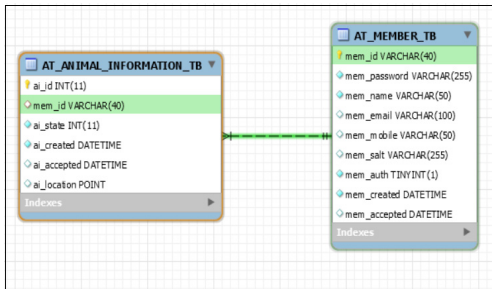 AT_ANIMAL_INFORMATION_TB
ai_id INT(11)
mem_id VARCHAR(40)
ai_state INT(11)
ai_created DATETIME
ai_accepted DATETIME
ai_location POINT
Indexes
AT_MEMBER_TB
mem_id VARCHAR(40)
mem_password VARCHAR(255)
mem_name VARCHAR(50)
mem_email VARCHAR(100)
mem_mobile VARCHAR(50)
mem_salt VARCHAR(255)
mem_auth TINYINT(1)
mem_created DATETIME
mem_accepted DATETIME
Indexes